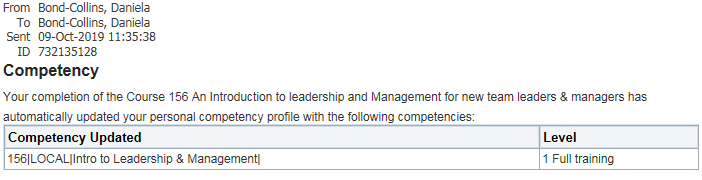 From Bond-Collins, Daniela
To Bond-Collins, Daniela
Sent 09-Oct-2019 11:35:38
ID 732135128
Competency
Your completion of the Course 156 An Introduction to leadership and Management for new team leaders & managers has
automatically updated your personal competency profile with the following competencies:
Competency Updated Level
156|LOCAL|Intro to Leadership & Management| 1 Full training